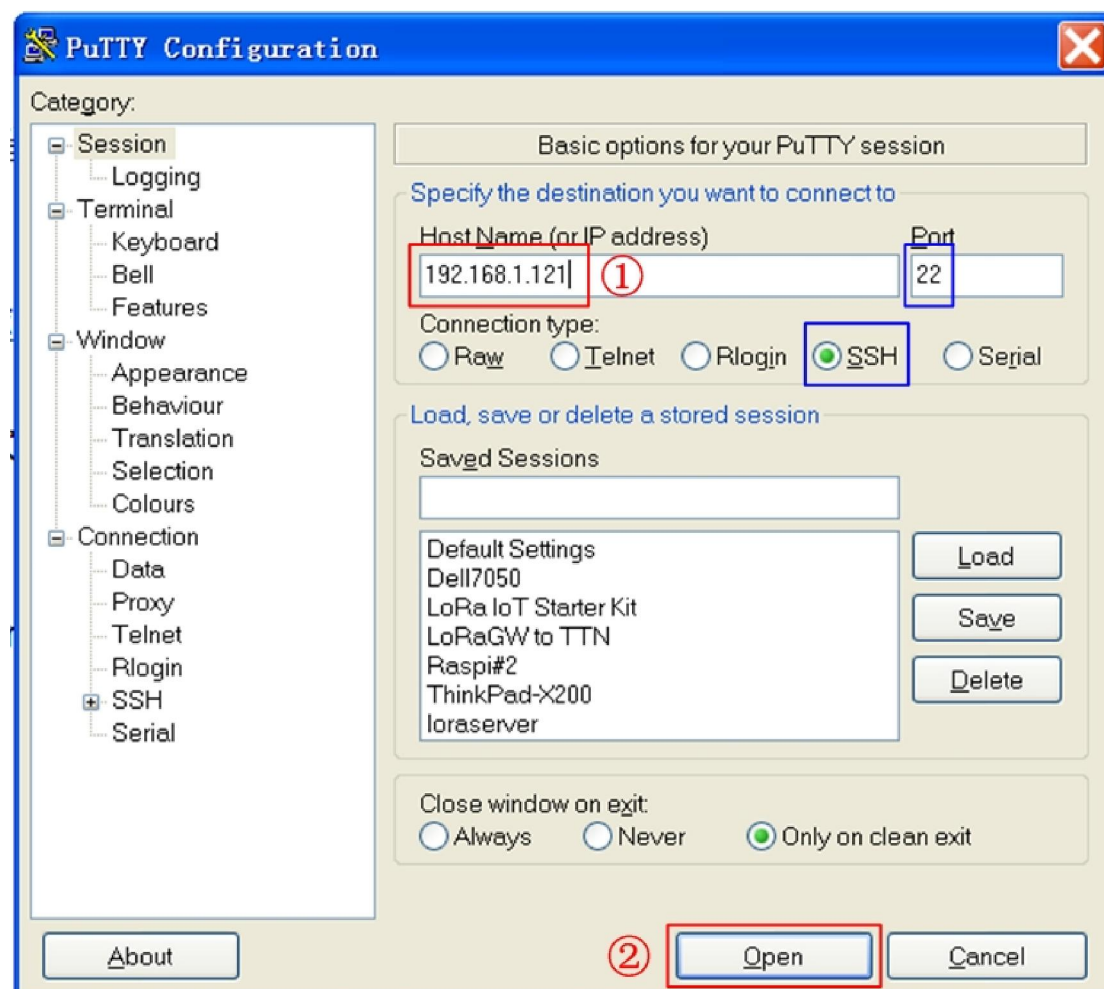 PuTTY Configuration
Category:
Session
Logging
Terminal
Keyboard
Bell
Features
Window
Appearance
Behaviour
Translation
Selection
Colours
Connection
Data
Proxy
Telnet
Rlogin
SSH
Serial
Basic options for your PuTTY session
Specify the destination you want to connect to
Host Name (or IP address) Port
192.168.1.121 ① 22
Connection type:
Raw Telnet Rlogin SSH Serial
Load, save or delete a stored session
Saved Sessions
Default Settings
Dell7050
LoRa IoT Starter Kit
LoRaGW to TTN
Raspi#2
ThinkPad-X200
loraserver
Load
Save
Delete
Close window on exit:
Always Never Only on clean exit
About ② Open Cancel